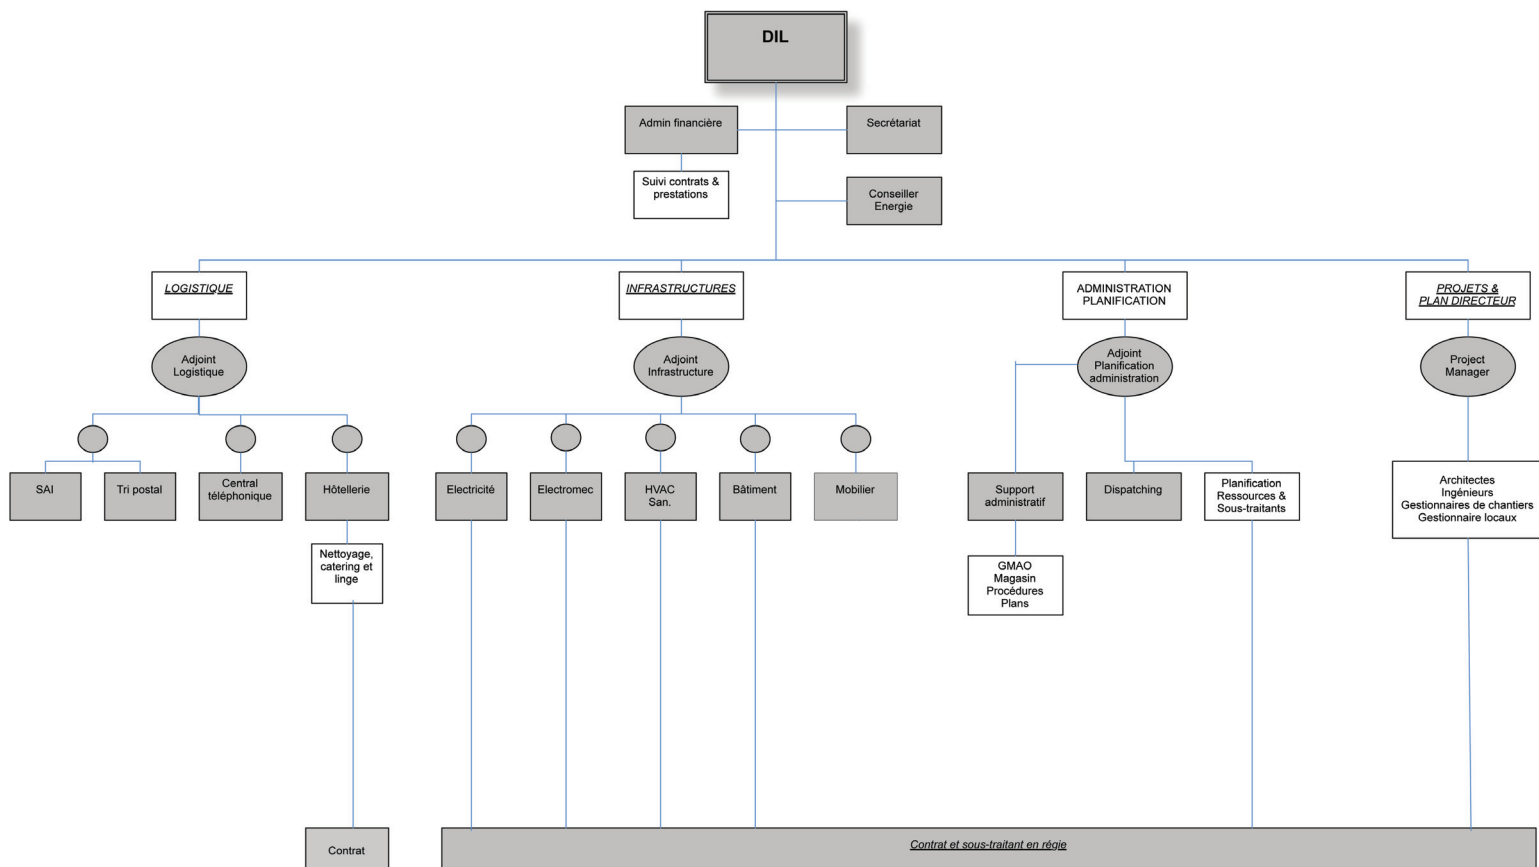 DIL
Admin financière
Secrétariat
Suivi contrats &
prestations
Conseiller
Energie
LOGISTIQUE
INFRASTRUCTURES
ADMINISTRATION
PLANIFICATION
PROJETS &
PLAN DIRECTEUR
Adjoint
Logistique
Adjoint
Infrastructure
Adjoint
Planification
administration
Project
Manager
SAI
Tri postal
Central
téléphonique
Hôtellerie
Electricité
Electromec
HVAC
San.
Bâtiment
Mobilier
Support
administratif
Dispatching
Planification
Ressources &
Sous-traitants
Architectes
Ingénieurs
Gestionnaires de chantiers
Gestionnaire locaux
Nettoyage,
catering et
linge
GMAO
Magasin
Procédures
Plans
Contrat
Contrat et sous-traitant en régie